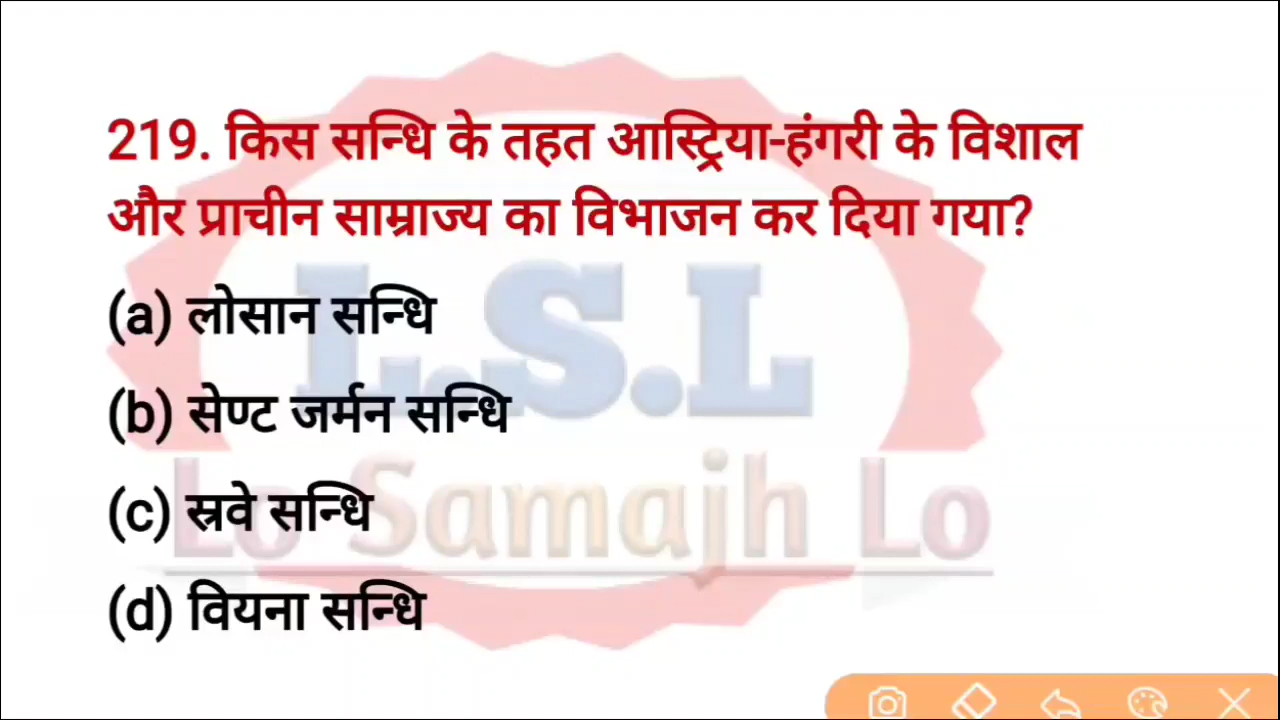 219. किस सन्धि के तहत आस्ट्रिया-हंगरी के विशाल
और प्राचीन साम्राज्य का विभाजन कर दिया गया?
(a) लोसान सन्धि
(b) सेण्ट जर्मन सन्धि
(c) स्रवे सन्धि
(d) वियना सन्धि
L.S.L
Lo Samajh Lo